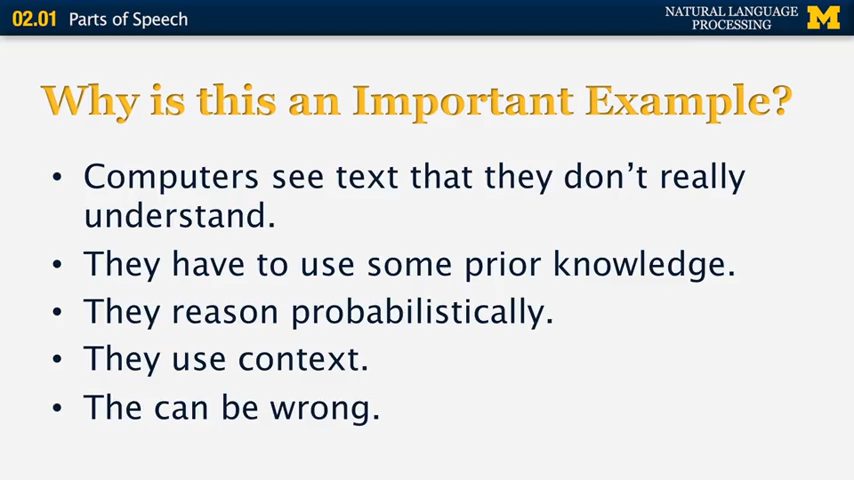 02.01 Parts of Speech
NATURAL LANGUAGE
PROCESSING
M
Why is this an Important Example?
• Computers see text that they don't really
understand.
• They have to use some prior knowledge.
• They reason probabilistically.
• They use context.
• The can be wrong.